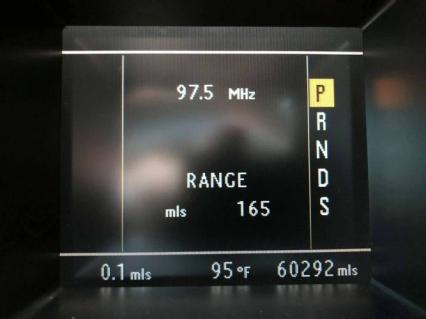 97.5 MHz
P
R
N
D
S
RANGE
mls 165
0.1 mls 95 °F 60292 mls